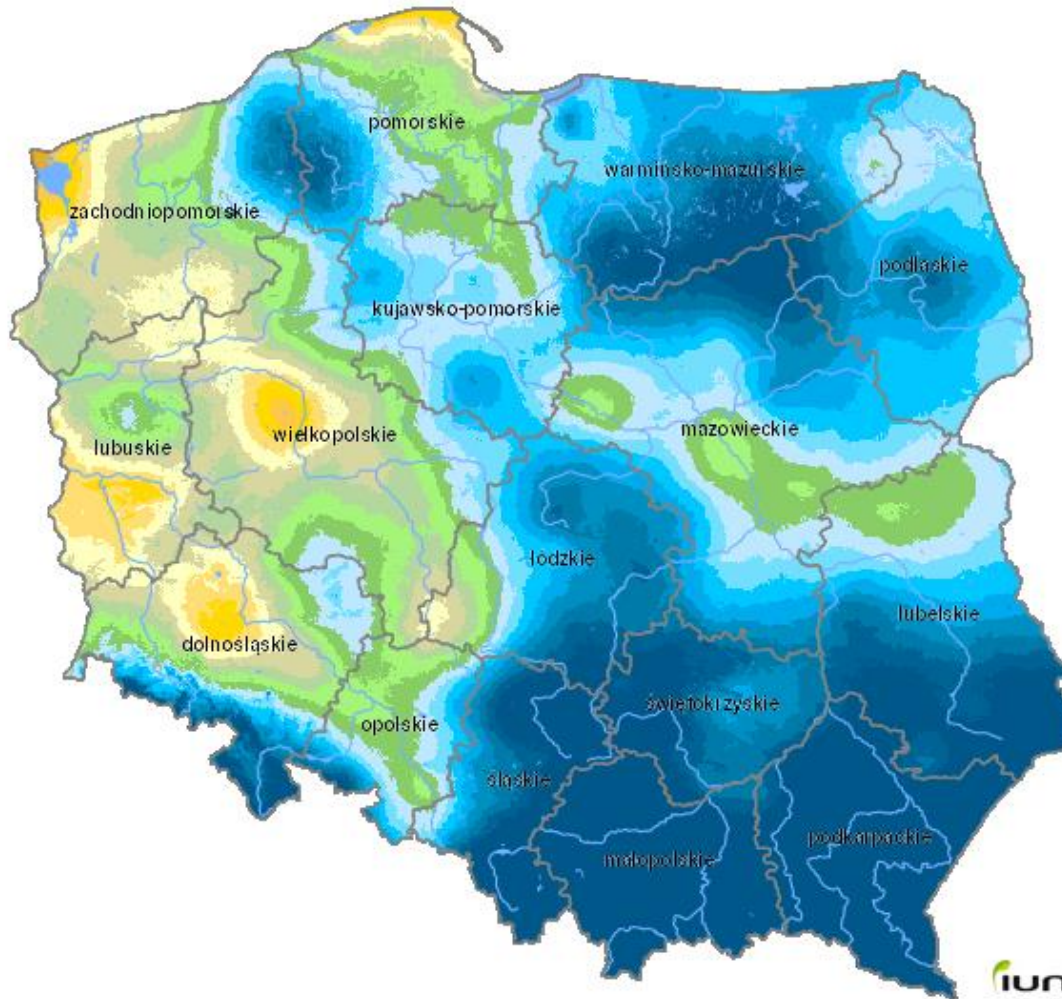 pomorskie
warmińsko-mazurskie
zachodniopomorskie
podlaskie
kujawsko-pomorskie
mazowieckie
wielkopolskie
lubuskie
łódzkie
lubelskie
dolnośląskie
świętokrzyskie
opolskie
śląskie
podkarpackie
małopolskie